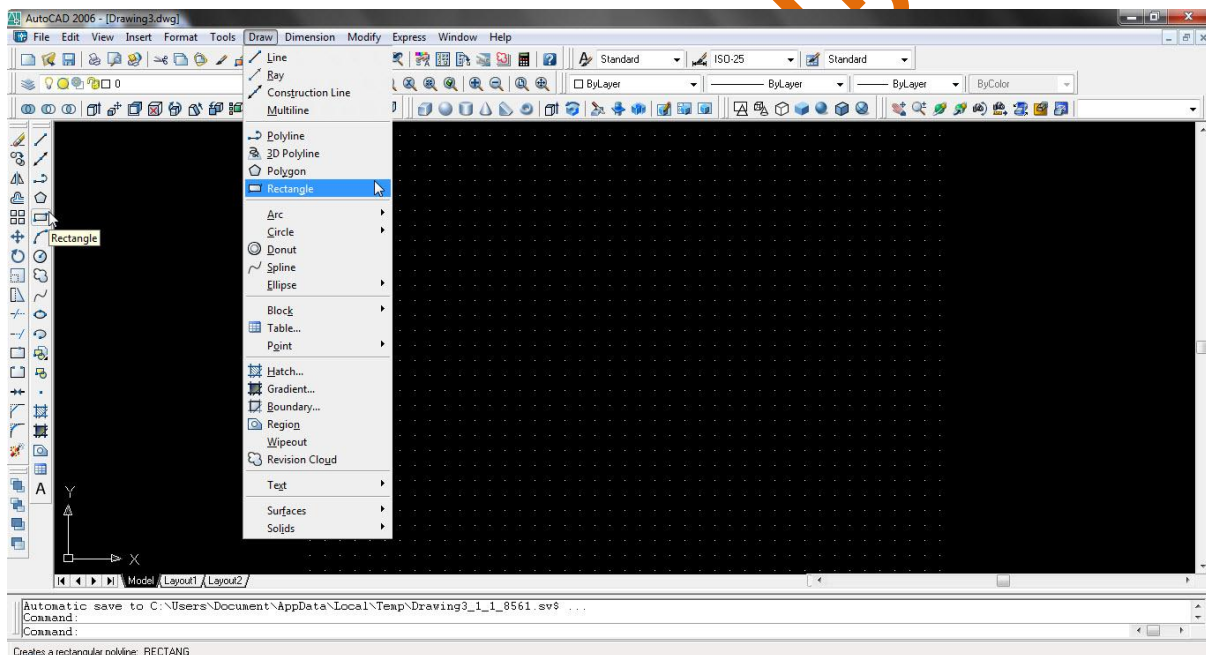 AutoCAD 2006 - [Drawing3.dwg]
File Edit View Insert Format Tools Draw Dimension Modify Express Window Help
Standard ISO-25 Standard
0 ByLayer ByLayer ByLayer ByColor
Line
Ray
Construction Line
Multiline
Polyline
3D Polyline
Polygon
Rectangle
Arc
Circle
Donut
Spline
Ellipse
Block
Table...
Point
Hatch...
Gradient...
Boundary...
Region
Wipeout
Revision Cloud
Text
Surfaces
Solids
Rectangle
A
Y
X
Model Layout1 Layout2
Automatic save to C:\Users\Document\AppData\Local\Temp\Drawing3_1_1_8561.sv$ ...
Command:
Command:
Creates a rectangular polyline: RECTANG